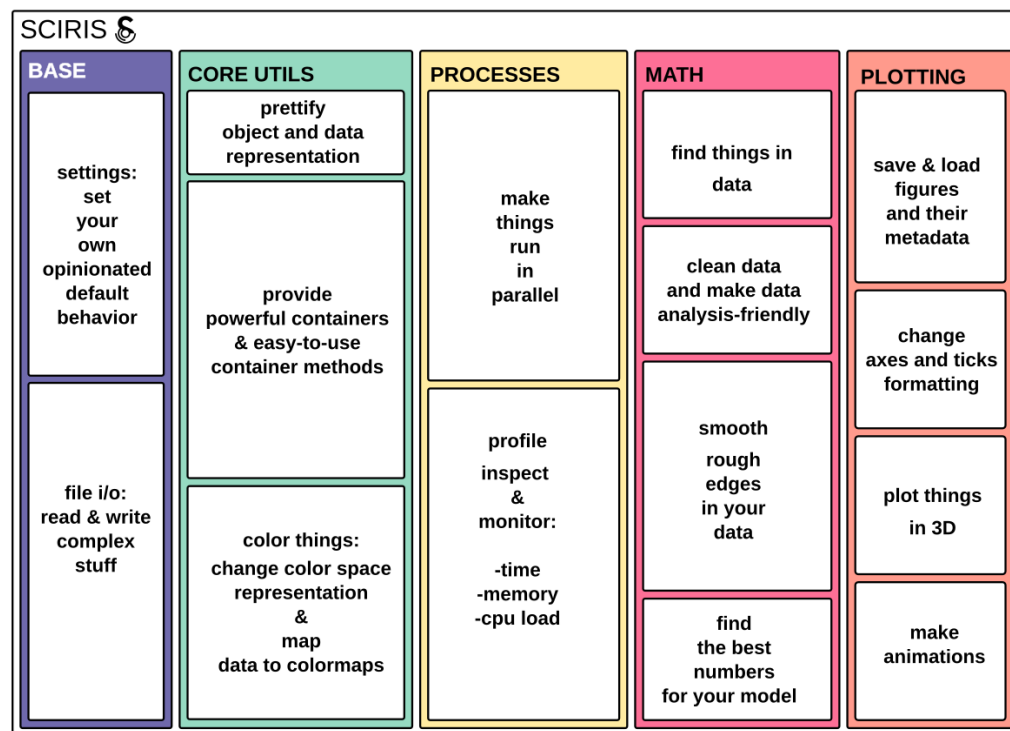 SCIRIS
BASE
settings:
set
your
own
opinionated
default
behavior
file i/o:
read & write
complex
stuff
CORE UTILS
prettify
object and data
representation
provide
powerful containers
& easy-to-use
container methods
color things:
change color space
representation
&
map
data to colormaps
PROCESSES
make
things
run
in
parallel
profile
inspect
&
monitor:
-time
-memory
-cpu load
MATH
find things in
data
clean data
and make data
analysis-friendly
smooth
rough
edges
in your
data
find
the best
numbers
for your model
PLOTTING
save & load
figures
and their
metadata
change
axes and ticks
formatting
plot things
in 3D
make
animations